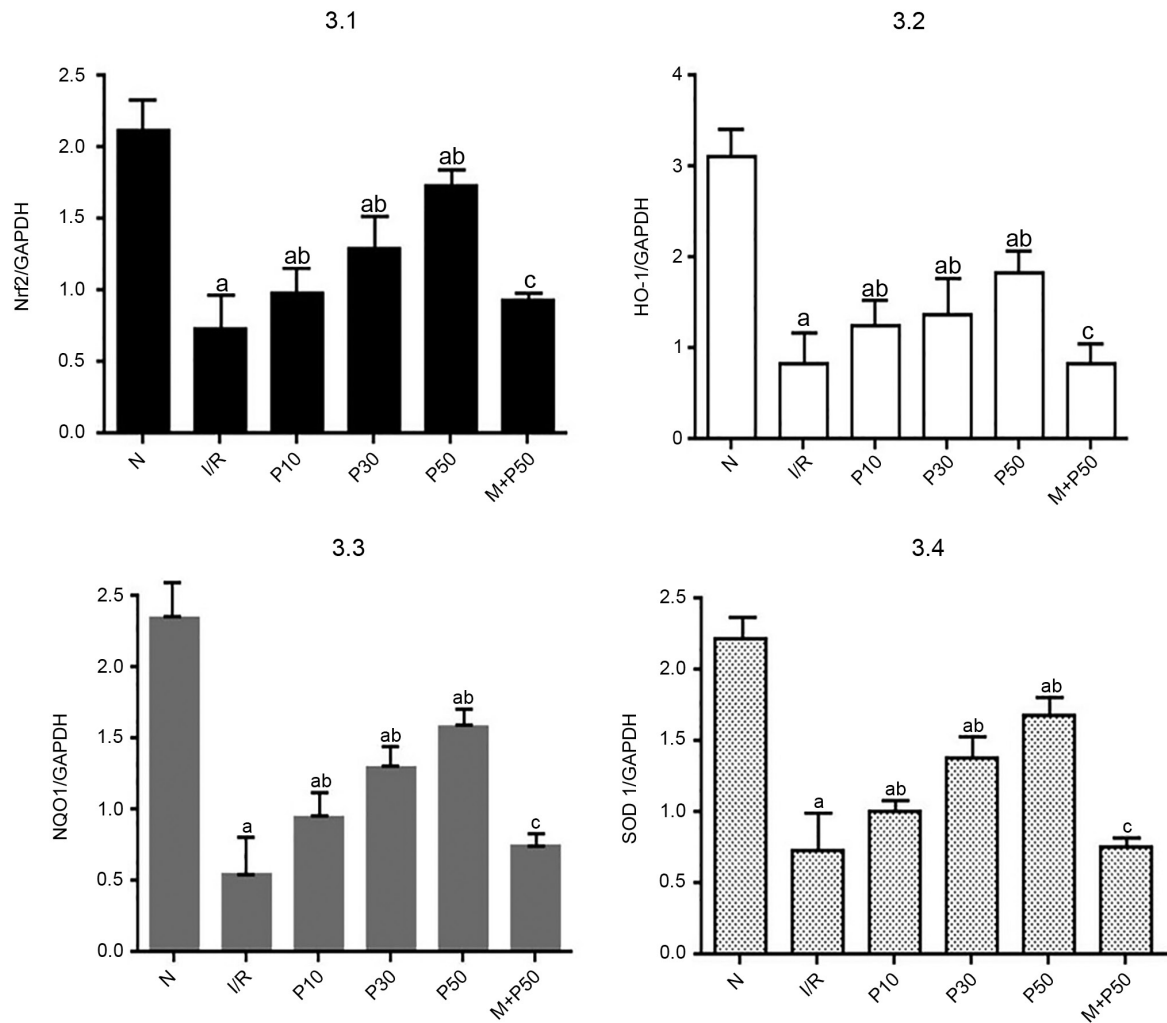 3.1
Nrf2/GAPDH
2.5
2.0
1.5
1.0
0.5
0.0
a
ab
ab
ab
c
N
I/R
P10
P30
P50
M+P50
3.2
HO-1/GAPDH
4
3
2
1
0
a
ab
ab
ab
c
N
I/R
P10
P30
P50
M+P50
3.3
NQO1/GAPDH
2.5
2.0
1.5
1.0
0.5
0.0
a
ab
ab
ab
c
N
I/R
P10
P30
P50
M+P50
3.4
SOD 1/GAPDH
2.5
2.0
1.5
1.0
0.5
0.0
a
ab
ab
ab
c
N
I/R
P10
P30
P50
M+P50